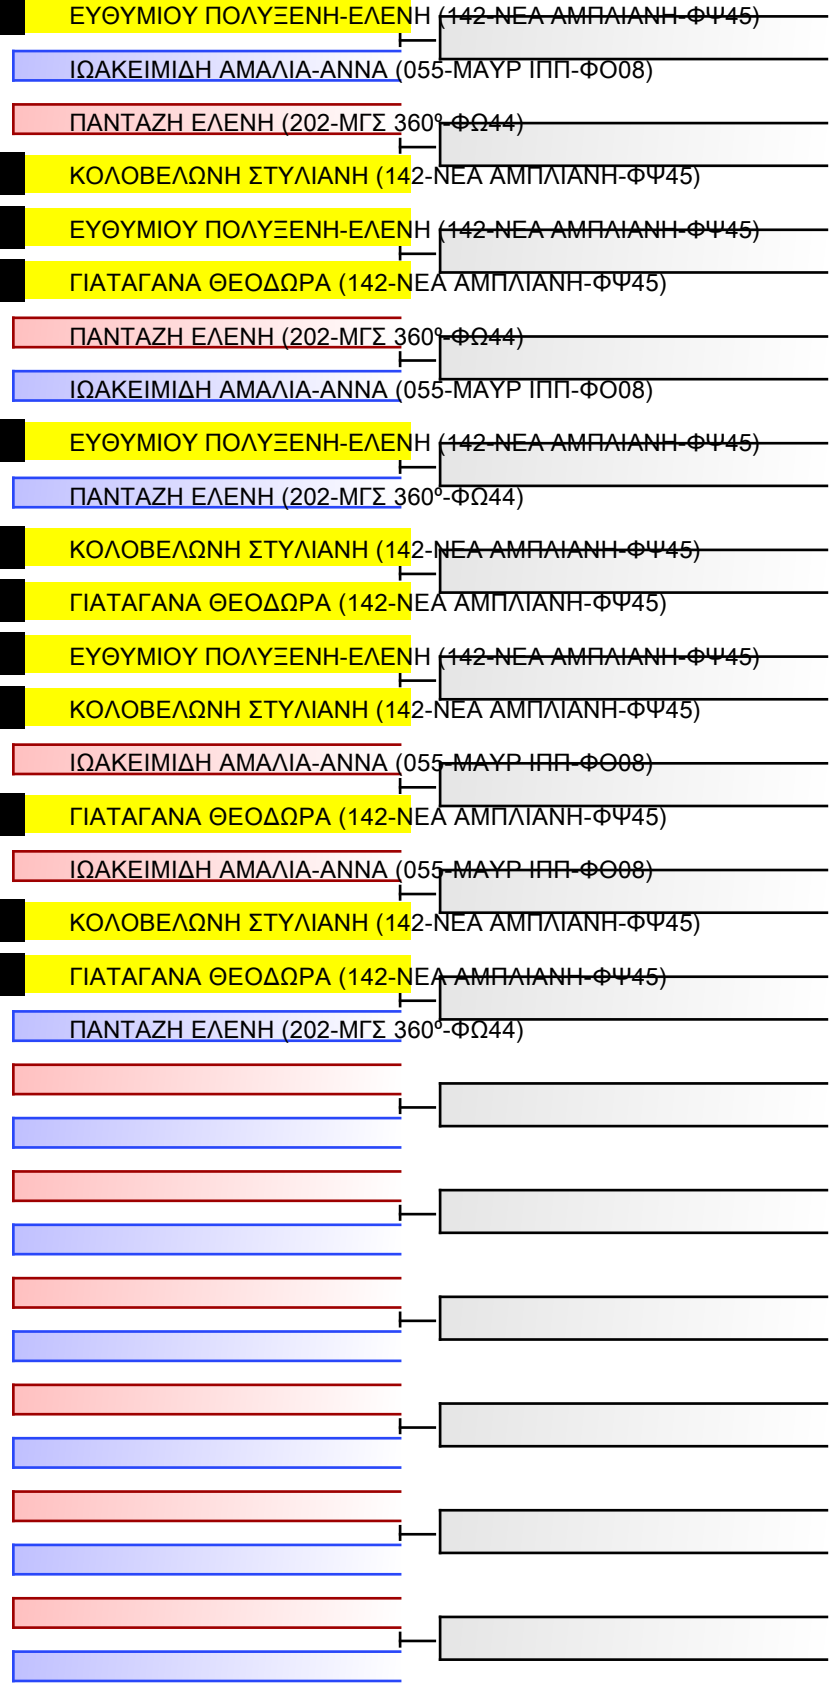 ΕΥΘΥΜΙΟΥ ΠΟΛΥΞΕΝΗ-ΕΛΕΝΗ (142-ΝΕΑ ΑΜΠΛΙΑΝΗ-ΦΨ45)
ΙΩΑΚΕΙΜΙΔΗ ΑΜΑΛΙΑ-ΑΝΝΑ (055-ΜΑΥΡ ΙΠΠ-ΦΟ08)
ΠΑΝΤΑΖΗ ΕΛΕΝΗ (202-ΜΓΣ 360º-ΦΩ44)
ΚΟΛΟΒΕΛΩΝΗ ΣΤΥΛΙΑΝΗ (142-ΝΕΑ ΑΜΠΛΙΑΝΗ-ΦΨ45)
ΕΥΘΥΜΙΟΥ ΠΟΛΥΞΕΝΗ-ΕΛΕΝΗ (142-ΝΕΑ ΑΜΠΛΙΑΝΗ-ΦΨ45)
ΓΙΑΤΑΓΑΝΑ ΘΕΟΔΩΡΑ (142-ΝΕΑ ΑΜΠΛΙΑΝΗ-ΦΨ45)
ΠΑΝΤΑΖΗ ΕΛΕΝΗ (202-ΜΓΣ 360º-ΦΩ44)
ΙΩΑΚΕΙΜΙΔΗ ΑΜΑΛΙΑ-ΑΝΝΑ (055-ΜΑΥΡ ΙΠΠ-ΦΟ08)
ΕΥΘΥΜΙΟΥ ΠΟΛΥΞΕΝΗ-ΕΛΕΝΗ (142-ΝΕΑ ΑΜΠΛΙΑΝΗ-ΦΨ45)
ΠΑΝΤΑΖΗ ΕΛΕΝΗ (202-ΜΓΣ 360º-ΦΩ44)
ΚΟΛΟΒΕΛΩΝΗ ΣΤΥΛΙΑΝΗ (142-ΝΕΑ ΑΜΠΛΙΑΝΗ-ΦΨ45)
ΓΙΑΤΑΓΑΝΑ ΘΕΟΔΩΡΑ (142-ΝΕΑ ΑΜΠΛΙΑΝΗ-ΦΨ45)
ΕΥΘΥΜΙΟΥ ΠΟΛΥΞΕΝΗ-ΕΛΕΝΗ (142-ΝΕΑ ΑΜΠΛΙΑΝΗ-ΦΨ45)
ΚΟΛΟΒΕΛΩΝΗ ΣΤΥΛΙΑΝΗ (142-ΝΕΑ ΑΜΠΛΙΑΝΗ-ΦΨ45)
ΙΩΑΚΕΙΜΙΔΗ ΑΜΑΛΙΑ-ΑΝΝΑ (055-ΜΑΥΡ ΙΠΠ-ΦΟ08)
ΓΙΑΤΑΓΑΝΑ ΘΕΟΔΩΡΑ (142-ΝΕΑ ΑΜΠΛΙΑΝΗ-ΦΨ45)
ΙΩΑΚΕΙΜΙΔΗ ΑΜΑΛΙΑ-ΑΝΝΑ (055-ΜΑΥΡ ΙΠΠ-ΦΟ08)
ΚΟΛΟΒΕΛΩΝΗ ΣΤΥΛΙΑΝΗ (142-ΝΕΑ ΑΜΠΛΙΑΝΗ-ΦΨ45)
ΓΙΑΤΑΓΑΝΑ ΘΕΟΔΩΡΑ (142-ΝΕΑ ΑΜΠΛΙΑΝΗ-ΦΨ45)
ΠΑΝΤΑΖΗ ΕΛΕΝΗ (202-ΜΓΣ 360º-ΦΩ44)